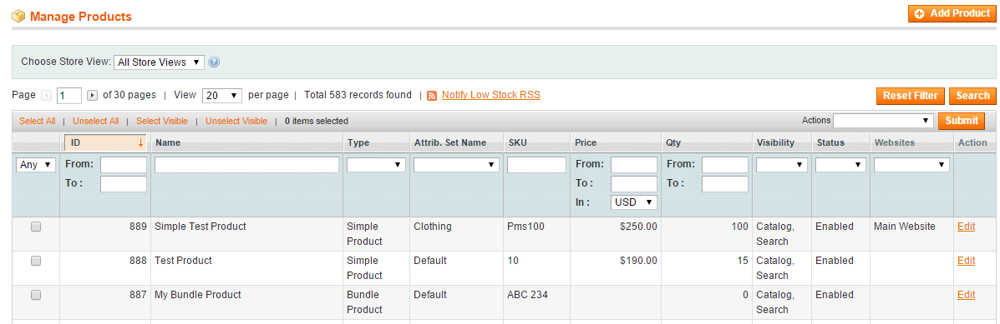 Manage Products
Add Product
Choose Store View: All Store Views
Page 1 of 30 pages | View 20 per page | Total 583 records found | Notify Low Stock RSS
Reset Filter Search
Select All | Unselect All | Select Visible | Unselect Visible | 0 items selected
Actions Submit
ID Name Type Attrib. Set Name SKU Price Qty Visibility Status Websites Action
Any From: From: From:
To : To : To :
In : USD
889 Simple Test Product Simple Clothing Pms100 $250.00 100 Catalog, Enabled Main Website Edit
Product Search
888 Test Product Simple Default 10 $190.00 15 Catalog, Enabled Edit
Product Search
887 My Bundle Product Bundle Default ABC 234 0 Catalog, Enabled Edit
Product Search